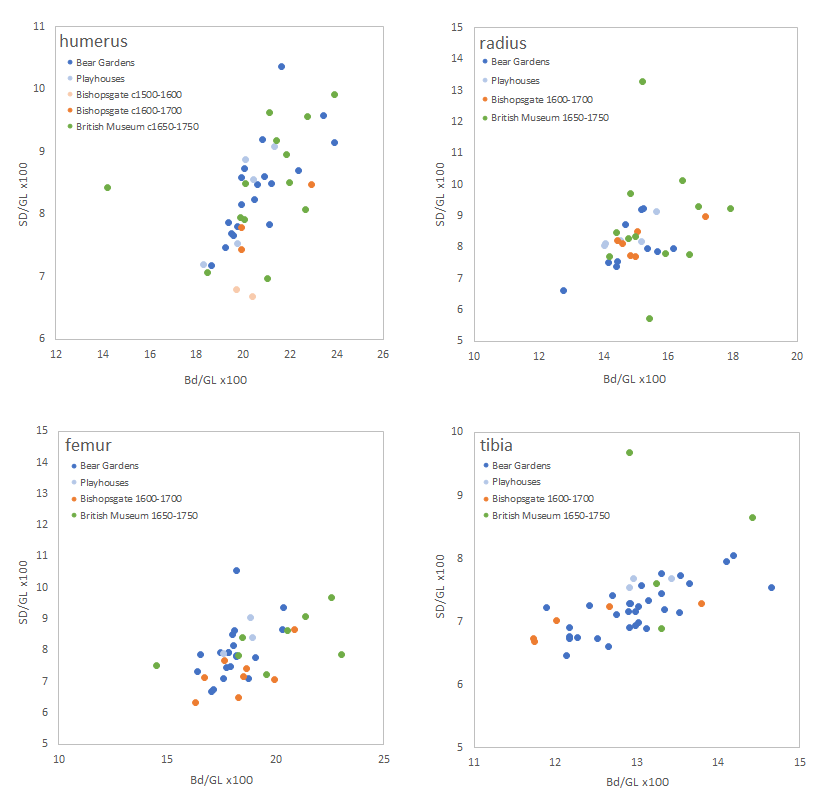 humerus
Bear Gardens
Playhouses
Bishopsgate c1500-1600
Bishopsgate c1600-1700
British Museum c1650-1750
11
10
9
8
7
6
12 14 16 18 20 22 24 26
SD/GL x100
Bd/GL x100
radius
Bear Gardens
Playhouses
Bishopsgate 1600-1700
British Museum 1650-1750
15
14
13
12
11
10
9
8
7
6
5
10 12 14 16 18 20
SD/GL x100
Bd/GL x100
femur
Bear Gardens
Playhouses
Bishopsgate 1600-1700
British Museum 1650-1750
15
14
13
12
11
10
9
8
7
6
5
10 15 20 25
SD/GL x100
Bd/GL x100
tibia
Bear Gardens
Playhouses
Bishopsgate 1600-1700
British Museum 1650-1750
10
9
8
7
6
5
11 12 13 14 15
SD/GL x100
Bd/GL x100